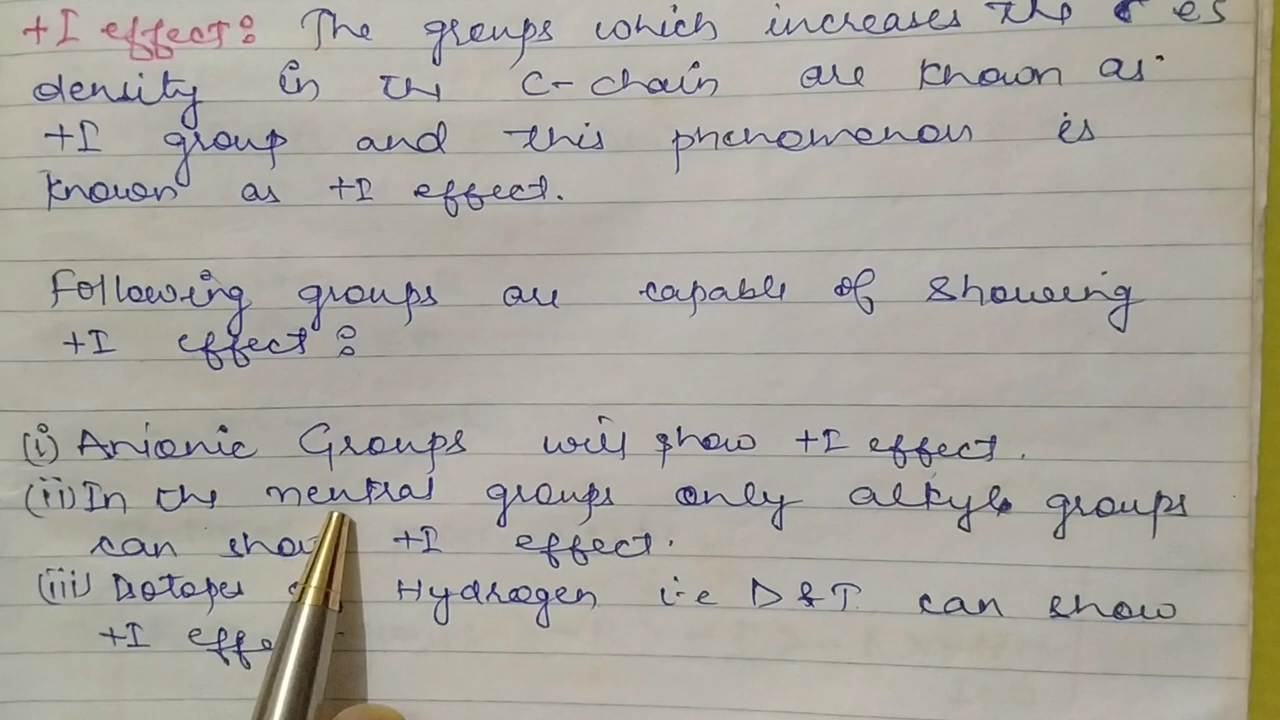 +I effect: The groups which increases the es
density in the C-chain are known as
+I group and this phenomenon is
known as +I effect.
Following groups are capable of showing
+I effect:
(i) Anionic Groups will show +I effect.
(ii) In the neutral groups only alkyl groups
can show +I effect.
(iii) Isotopes Hydrogen i.e D & T can show
+I effe